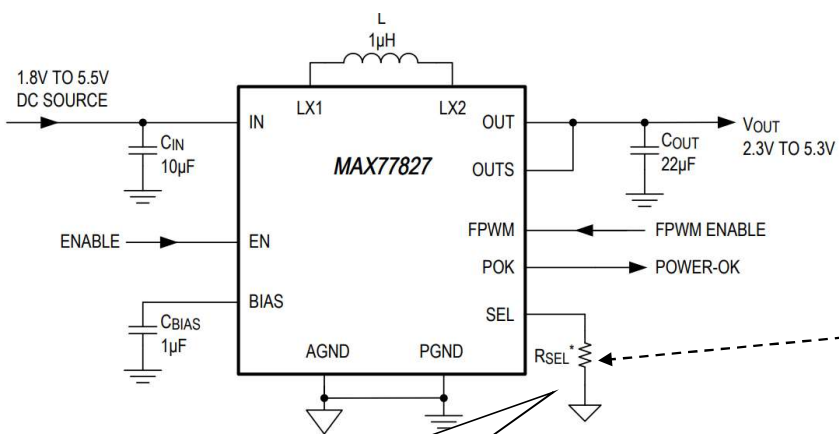 L
1µH
1.8V TO 5.5V
DC SOURCE
LX1
LX2
IN
OUT
CIN
10µF
COUT
22µF
VOUT
2.3V TO 5.3V
MAX77827
OUTS
ENABLE
EN
FPWM
FPWM ENABLE
POK
POWER-OK
BIAS
SEL
CBIAS
1µF
AGND
PGND
RSEL*